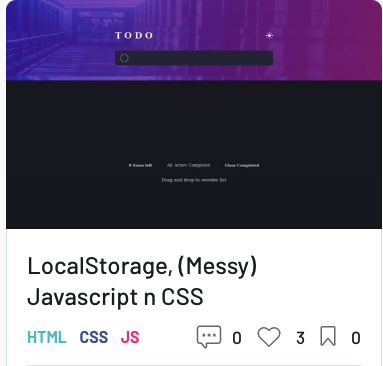 TODO
0 items left All Active Completed Clear Completed
Drag and drop to reorder list
LocalStorage, (Messy)
Javascript n CSS
HTML CSS JS 0 3 0